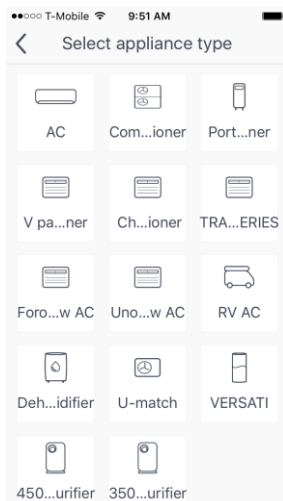 T-Mobile 9:51 AM
Select appliance type
AC Com...ioner Port...ner
V pa...ner Ch...ioner TRA...ERIES
Foro...w AC Uno...w AC RV AC
Deh...idifier U-match VERSATI
450...urifier 350...urifier